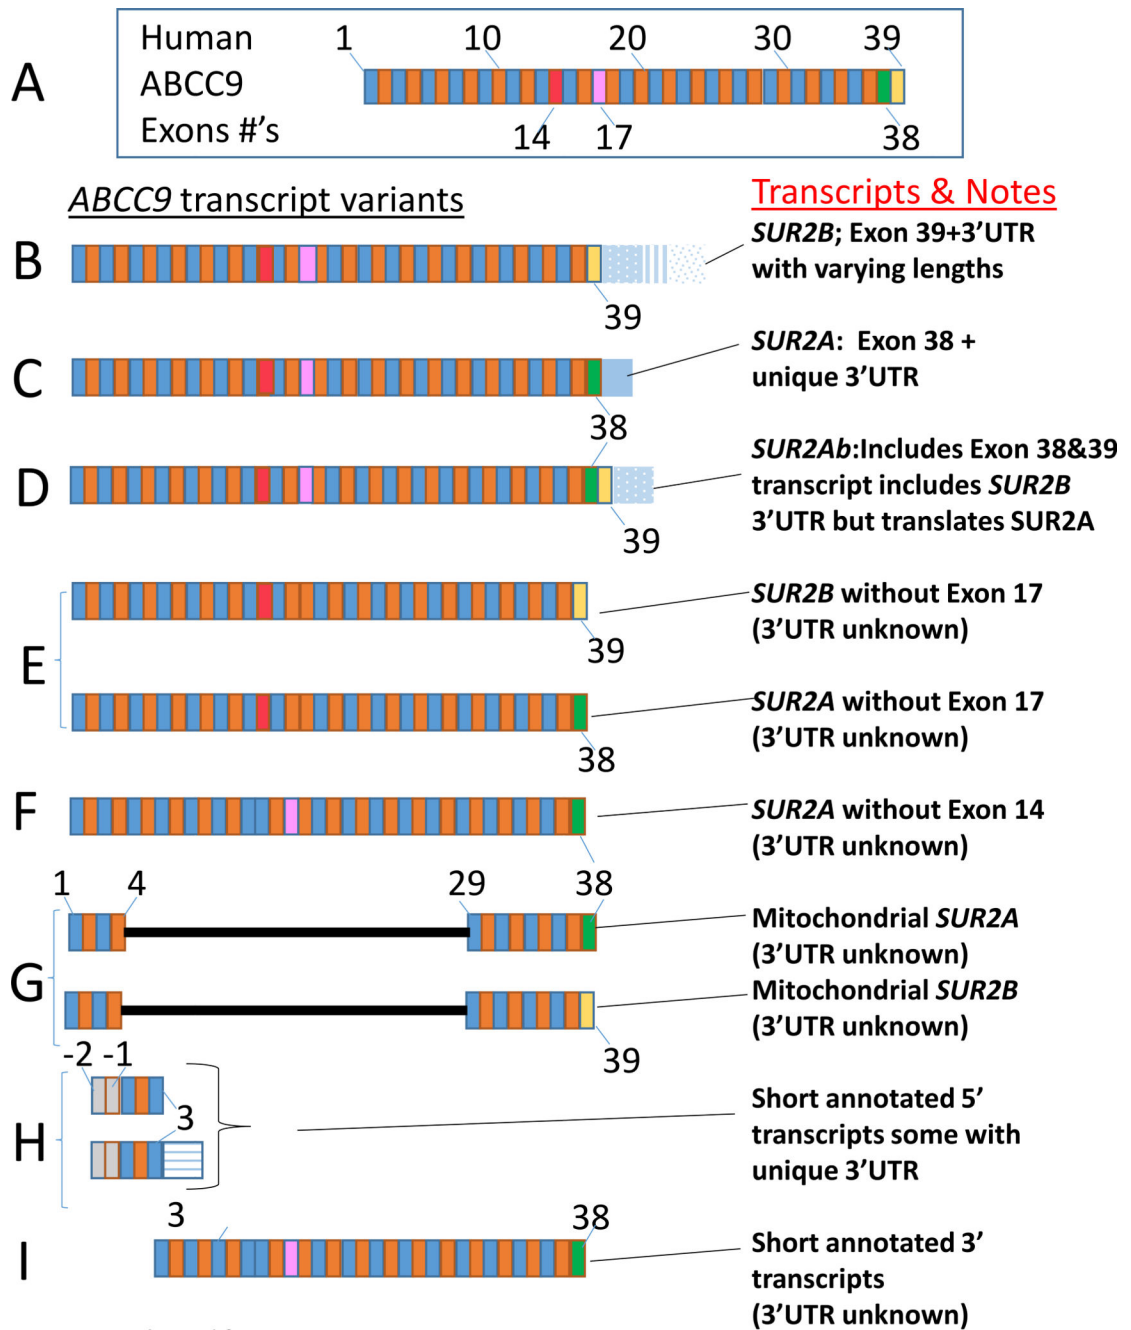 A
Human
ABCC9
Exons #'s
1
10
20
30
39
14
17
38
ABCC9 transcript variants
Transcripts & Notes
B
39
SUR2B; Exon 39+3'UTR
with varying lengths
C
38
SUR2A: Exon 38 +
unique 3'UTR
D
39
SUR2Ab:Includes Exon 38&39
transcript includes SUR2B
3'UTR but translates SUR2A
E
39
SUR2B without Exon 17
(3'UTR unknown)
38
SUR2A without Exon 17
(3'UTR unknown)
F
38
SUR2A without Exon 14
(3'UTR unknown)
G
1
4
29
Mitochondrial SUR2A
(3'UTR unknown)
39
Mitochondrial SUR2B
(3'UTR unknown)
H
-2 -1
3
Short annotated 5'
transcripts some with
unique 3'UTR
I
3
38
Short annotated 3'
transcripts
(3'UTR unknown)